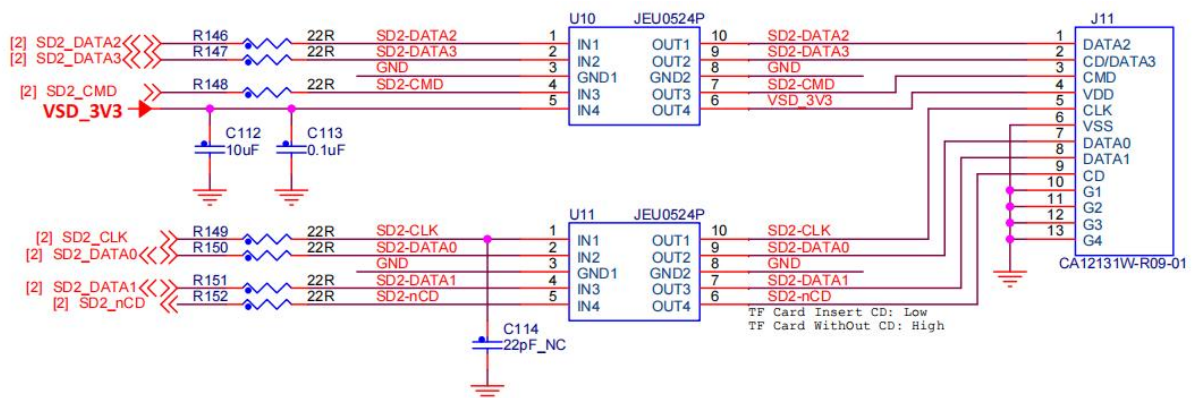 U10 JEU0524P J11
[2] SD2_DATA2 R146 22R SD2-DATA2 1 IN1 OUT1 10 SD2-DATA2 1 DATA2
[2] SD2_DATA3 R147 22R SD2-DATA3 2 IN2 OUT2 9 SD2-DATA3 2 CD/DATA3
GND 3 GND1 GND2 8 GND 3 CMD
[2] SD2_CMD R148 22R SD2-CMD 4 IN3 OUT3 7 SD2-CMD 4 VDD
VSD_3V3 5 IN4 OUT4 6 VSD_3V3 5 CLK
6 VSS
C112 C113 7 DATA0
10uF 0.1uF 8 DATA1
9 CD
10 G1
11 G2
12 G3
13 G4
CA12131W-R09-01
U11 JEU0524P
[2] SD2_CLK R149 22R SD2-CLK 1 IN1 OUT1 10 SD2-CLK
[2] SD2_DATA0 R150 22R SD2-DATA0 2 IN2 OUT2 9 SD2-DATA0
GND 3 GND1 GND2 8 GND
[2] SD2_DATA1 R151 22R SD2-DATA1 4 IN3 OUT3 7 SD2-DATA1
[2] SD2_nCD R152 22R SD2-nCD 5 IN4 OUT4 6 SD2-nCD
TF Card Insert CD: Low
TF Card WithOut CD: High
C114
22pF_NC